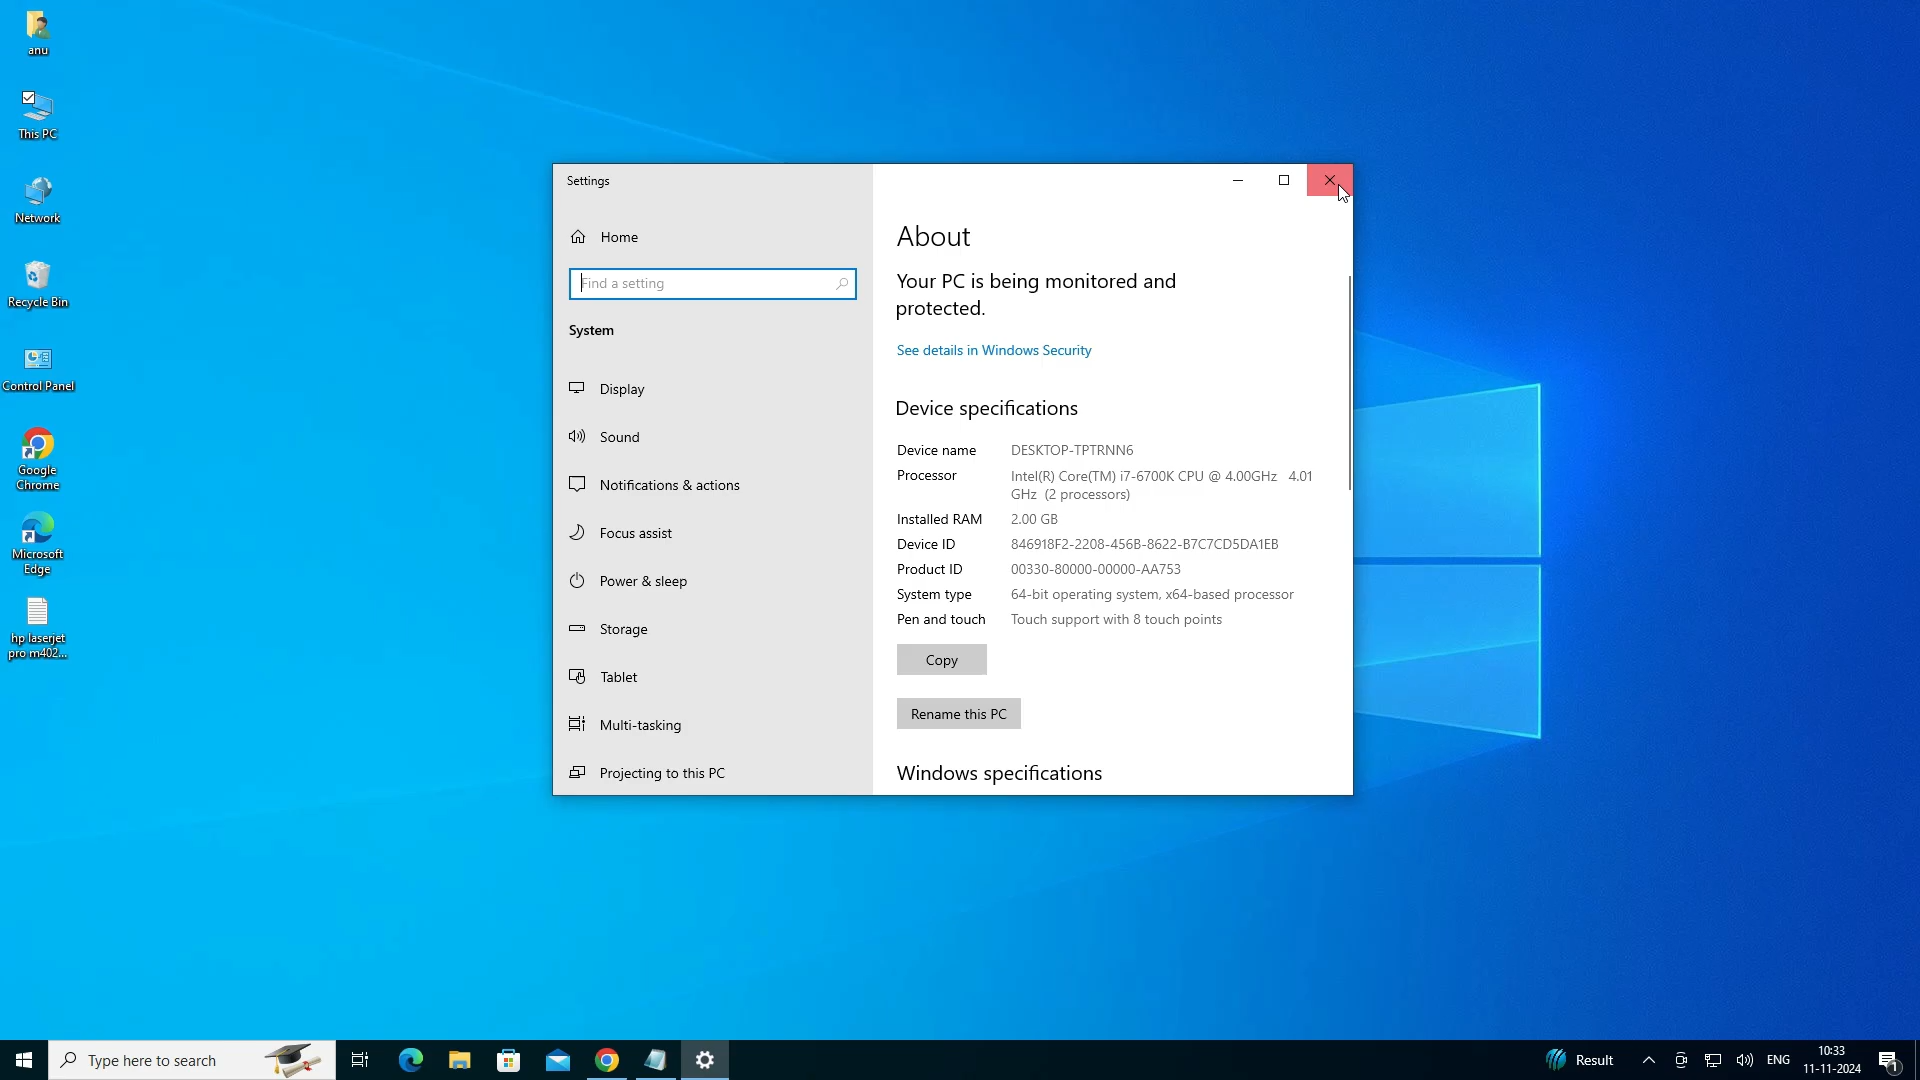 anu
This PC
Network
Recycle Bin
Control Panel
Google
Chrome
Microsoft
Edge
hp laserjet
pro m402...
Settings
Home
Find a setting
System
Display
Sound
Notifications & actions
Focus assist
Power & sleep
Storage
Tablet
Multi-tasking
Projecting to this PC
About
Your PC is being monitored and
protected.
See details in Windows Security
Device specifications
Device name DESKTOP-TPTRNN6
Processor Intel(R) Core(TM) i7-6700K CPU @ 4.00GHz 4.01
GHz (2 processors)
Installed RAM 2.00 GB
Device ID 846918F2-2208-456B-8622-B7C7CD5DA1EB
Product ID 00330-80000-00000-AA753
System type 64-bit operating system, x64-based processor
Pen and touch Touch support with 8 touch points
Copy
Rename this PC
Windows specifications
Type here to search
Result
ENG
10:33
11-11-2024
1